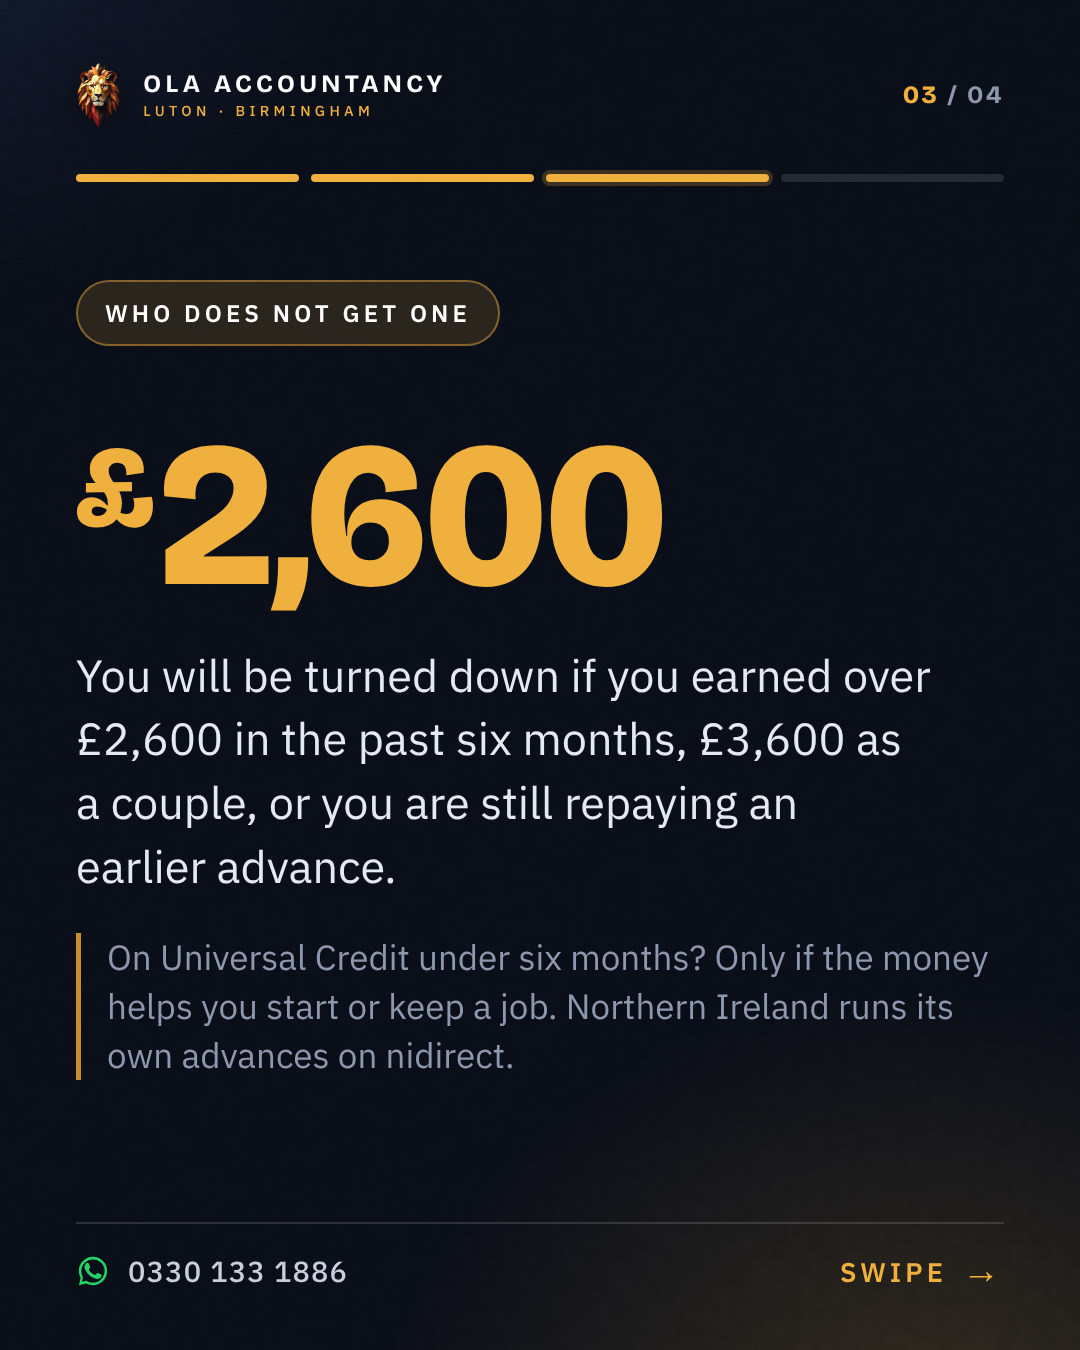 OLA ACCOUNTANCY
LUTON · BIRMINGHAM
03 / 04
WHO DOES NOT GET ONE
£2,600
You will be turned down if you earned over
£2,600 in the past six months, £3,600 as
a couple, or you are still repaying an
earlier advance.
On Universal Credit under six months? Only if the money
helps you start or keep a job. Northern Ireland runs its
own advances on nidirect.
0330 133 1886
SWIPE →